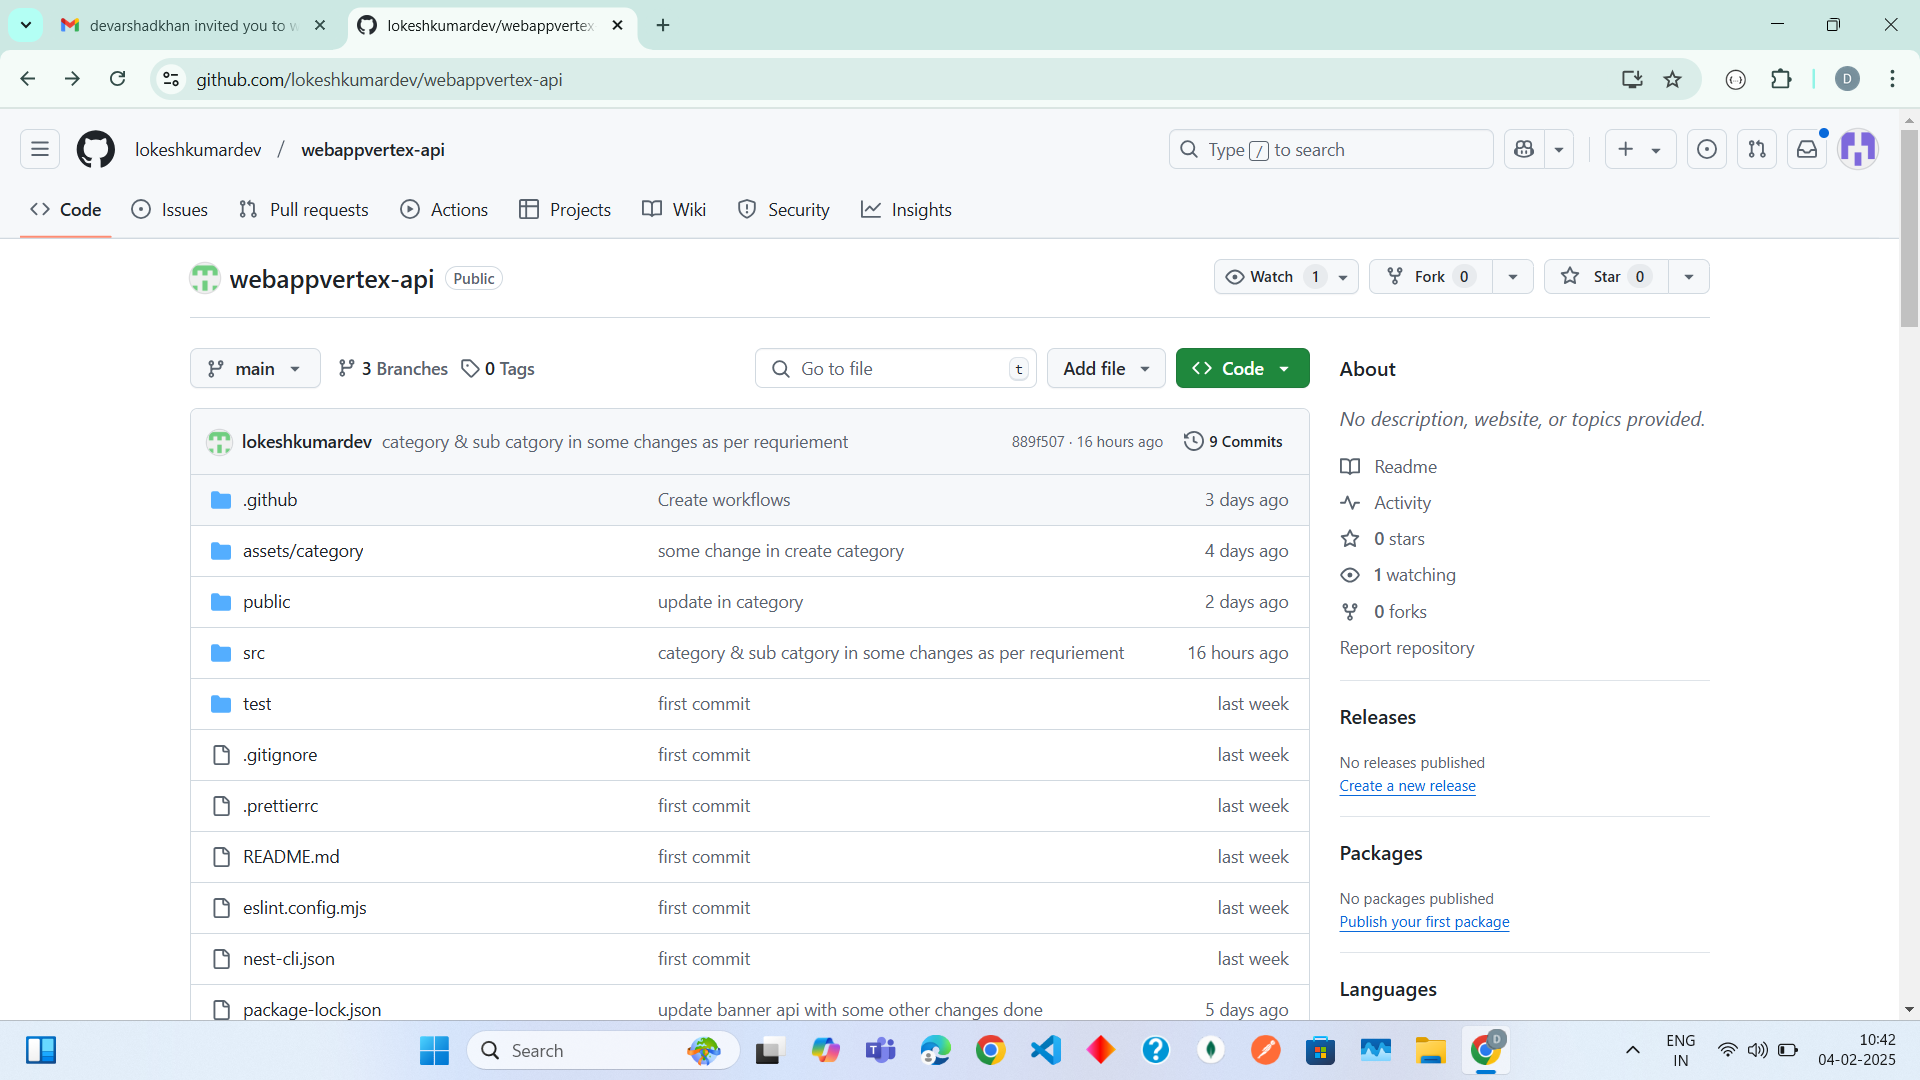 devarshadkhan invited you to w
lokeshkumardev/webappvertex
github.com/lokeshkumardev/webappvertex-api
D
lokeshkumardev / webappvertex-api
Type / to search
Code Issues Pull requests Actions Projects Wiki Security Insights
webappvertex-api Public
Watch 1 Fork 0 Star 0
main 3 Branches 0 Tags
Go to file t Add file Code
lokeshkumardev category & sub catgory in some changes as per requriement 889f507 · 16 hours ago 9 Commits
.github Create workflows 3 days ago
assets/category some change in create category 4 days ago
public update in category 2 days ago
src category & sub catgory in some changes as per requriement 16 hours ago
test first commit last week
.gitignore first commit last week
.prettierrc first commit last week
README.md first commit last week
eslint.config.mjs first commit last week
nest-cli.json first commit last week
package-lock.json update banner api with some other changes done 5 days ago
About
No description, website, or topics provided.
Readme
Activity
0 stars
1 watching
0 forks
Report repository
Releases
No releases published
Create a new release
Packages
No packages published
Publish your first package
Languages
Search
D
ENG
IN
10:42
04-02-2025